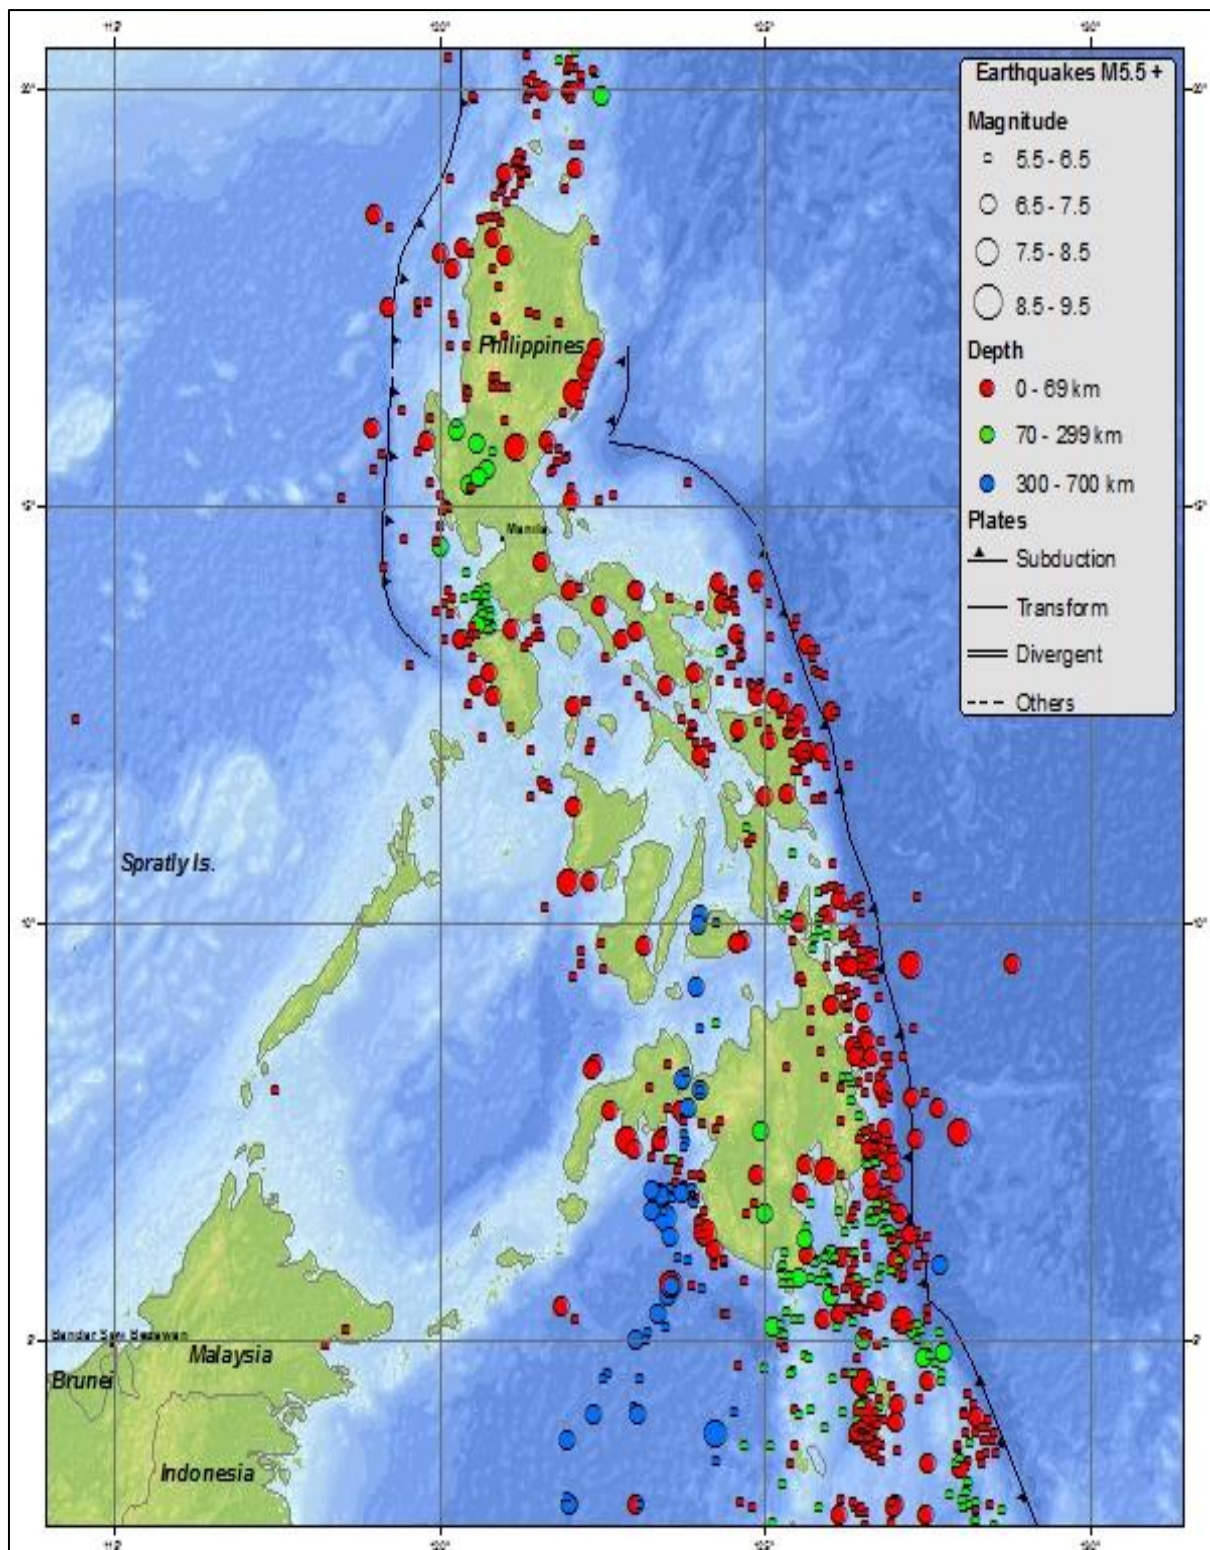 Earthquakes M5.5 +
Magnitude
5.5 - 6.5
6.5 - 7.5
7.5 - 8.5
8.5 - 9.5
Depth
0 - 69 km
70 - 299 km
300 - 700 km
Plates
Subduction
Transform
Divergent
Others
Philippines
Manila
Spratly Is.
Malaysia
Brunei
Indonesia